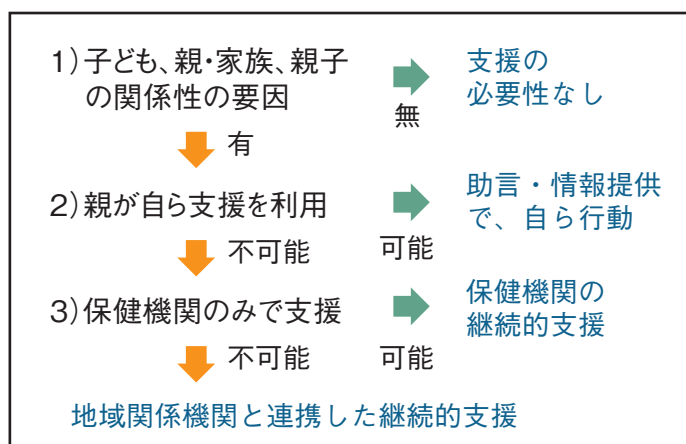 1)子ども、親・家族、親子
の関係性の要因
無
支援の
必要性なし
有
2)親が自ら支援を利用
可能
助言・情報提供
で、自ら行動
不可能
3)保健機関のみで支援
可能
保健機関の
継続的支援
不可能
地域関係機関と連携した継続的支援